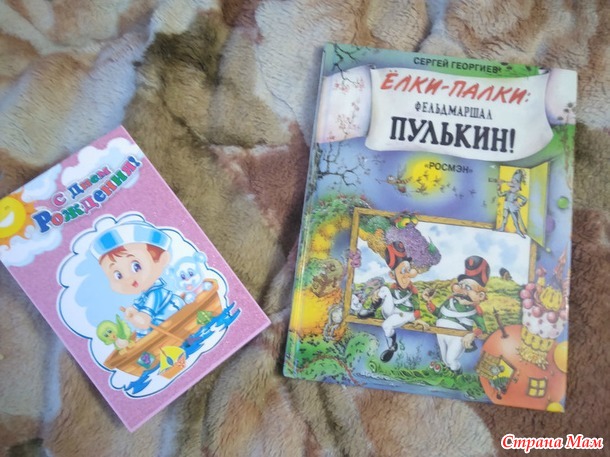 С Днем
Рождения!
СЕРГЕЙ ГЕОРГИЕВ
ЁЛКИ-ПАЛКИ:
ФЕЛЬДМАРШАЛ
ПУЛЬКИН!
"РОСМЭН"
Страна Мам